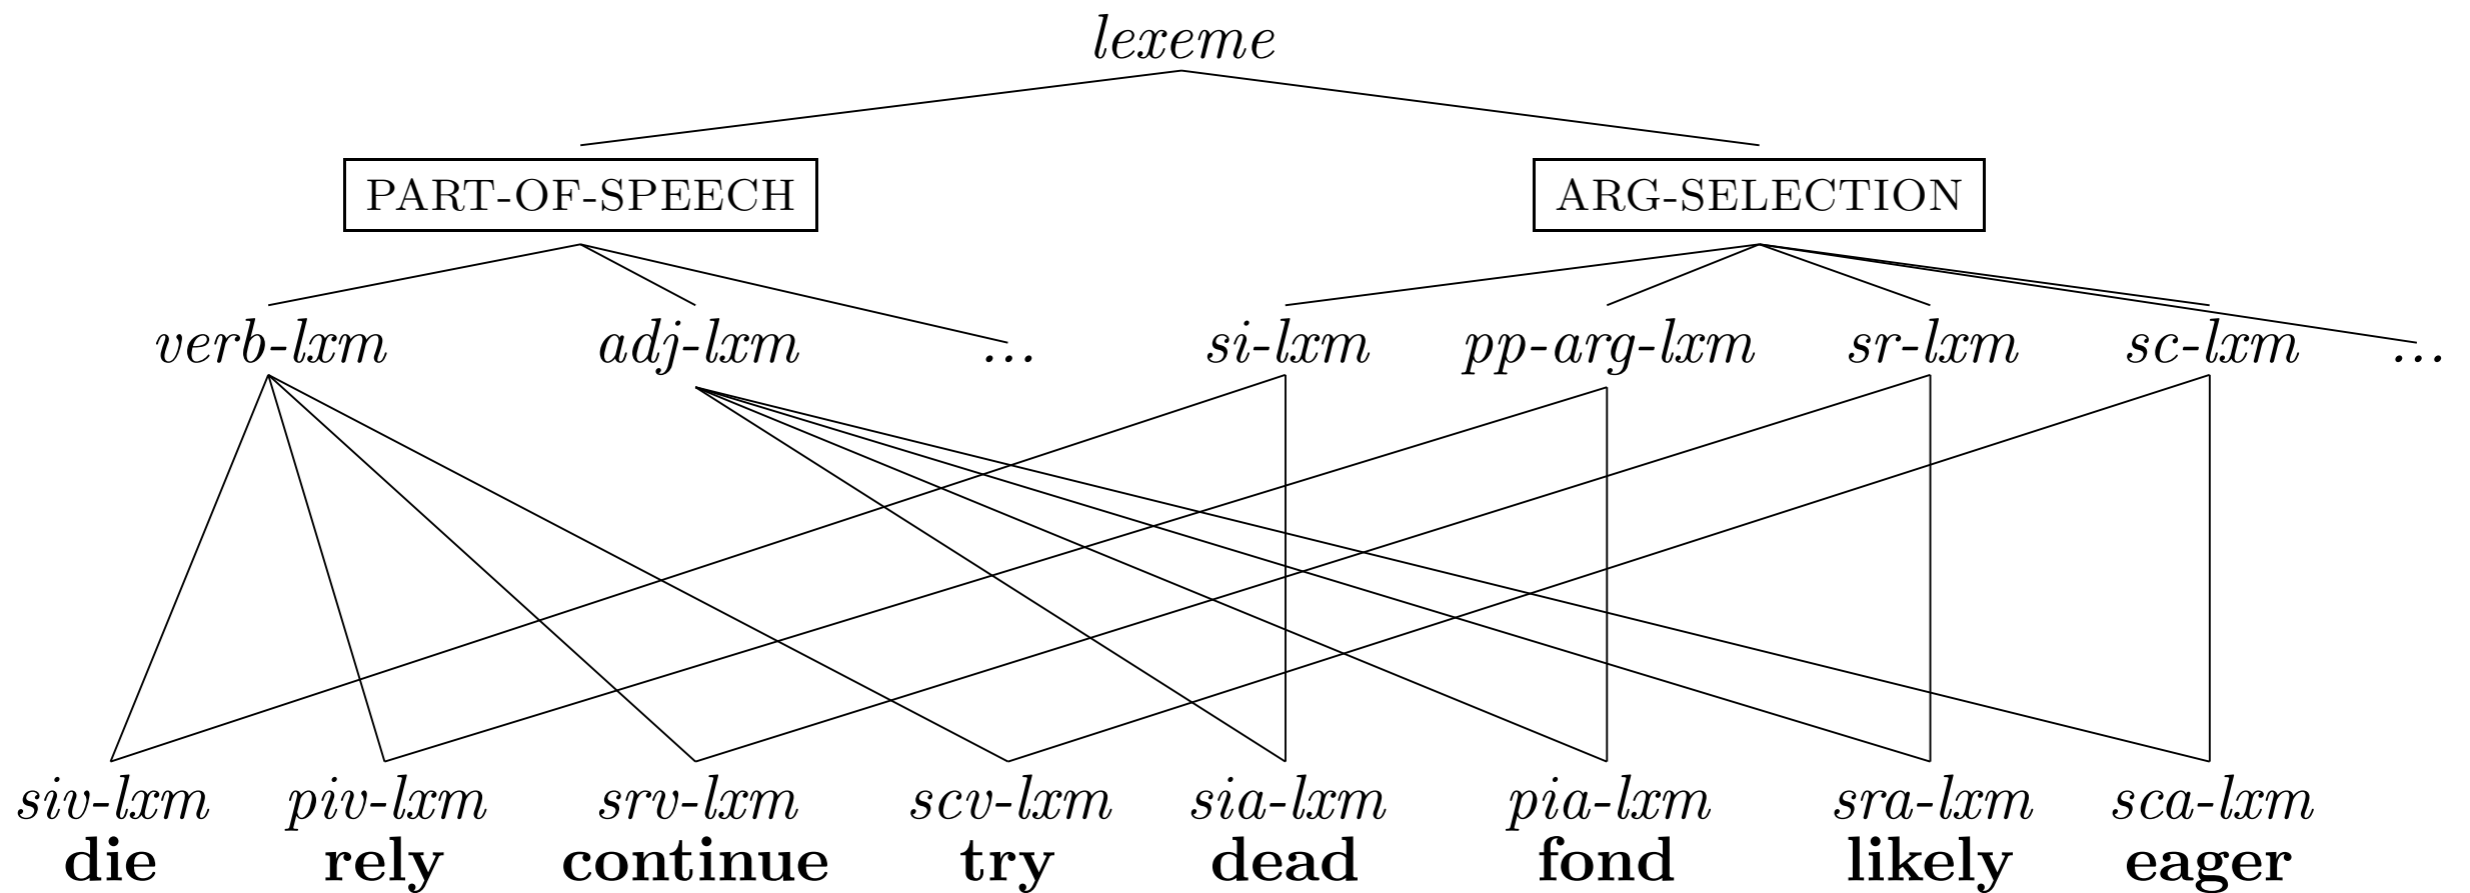 lexeme
PART-OF-SPEECH ARG-SELECTION
verb-lxm adj-lxm ... si-lxm pp-arg-lxm sr-lxm sc-lxm ...
siv-lxm piv-lxm srv-lxm scv-lxm sia-lxm pia-lxm sra-lxm sca-lxm
die rely continue try dead fond likely eager